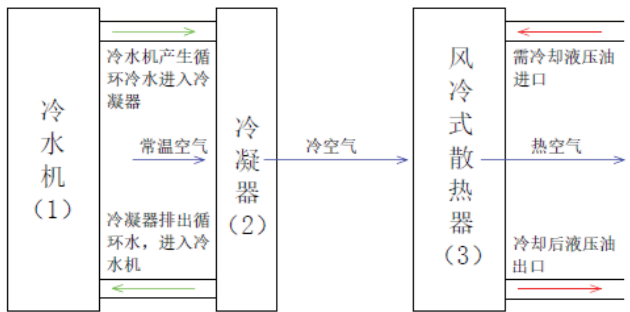 冷水机(1)
冷水机产生循
环冷水进入冷
凝器
常温空气
冷凝器排出循
环水，进入冷
水机
冷凝器(2)
冷空气
风冷式散热器(3)
需冷却液压油
进口
热空气
冷却后液压油
出口